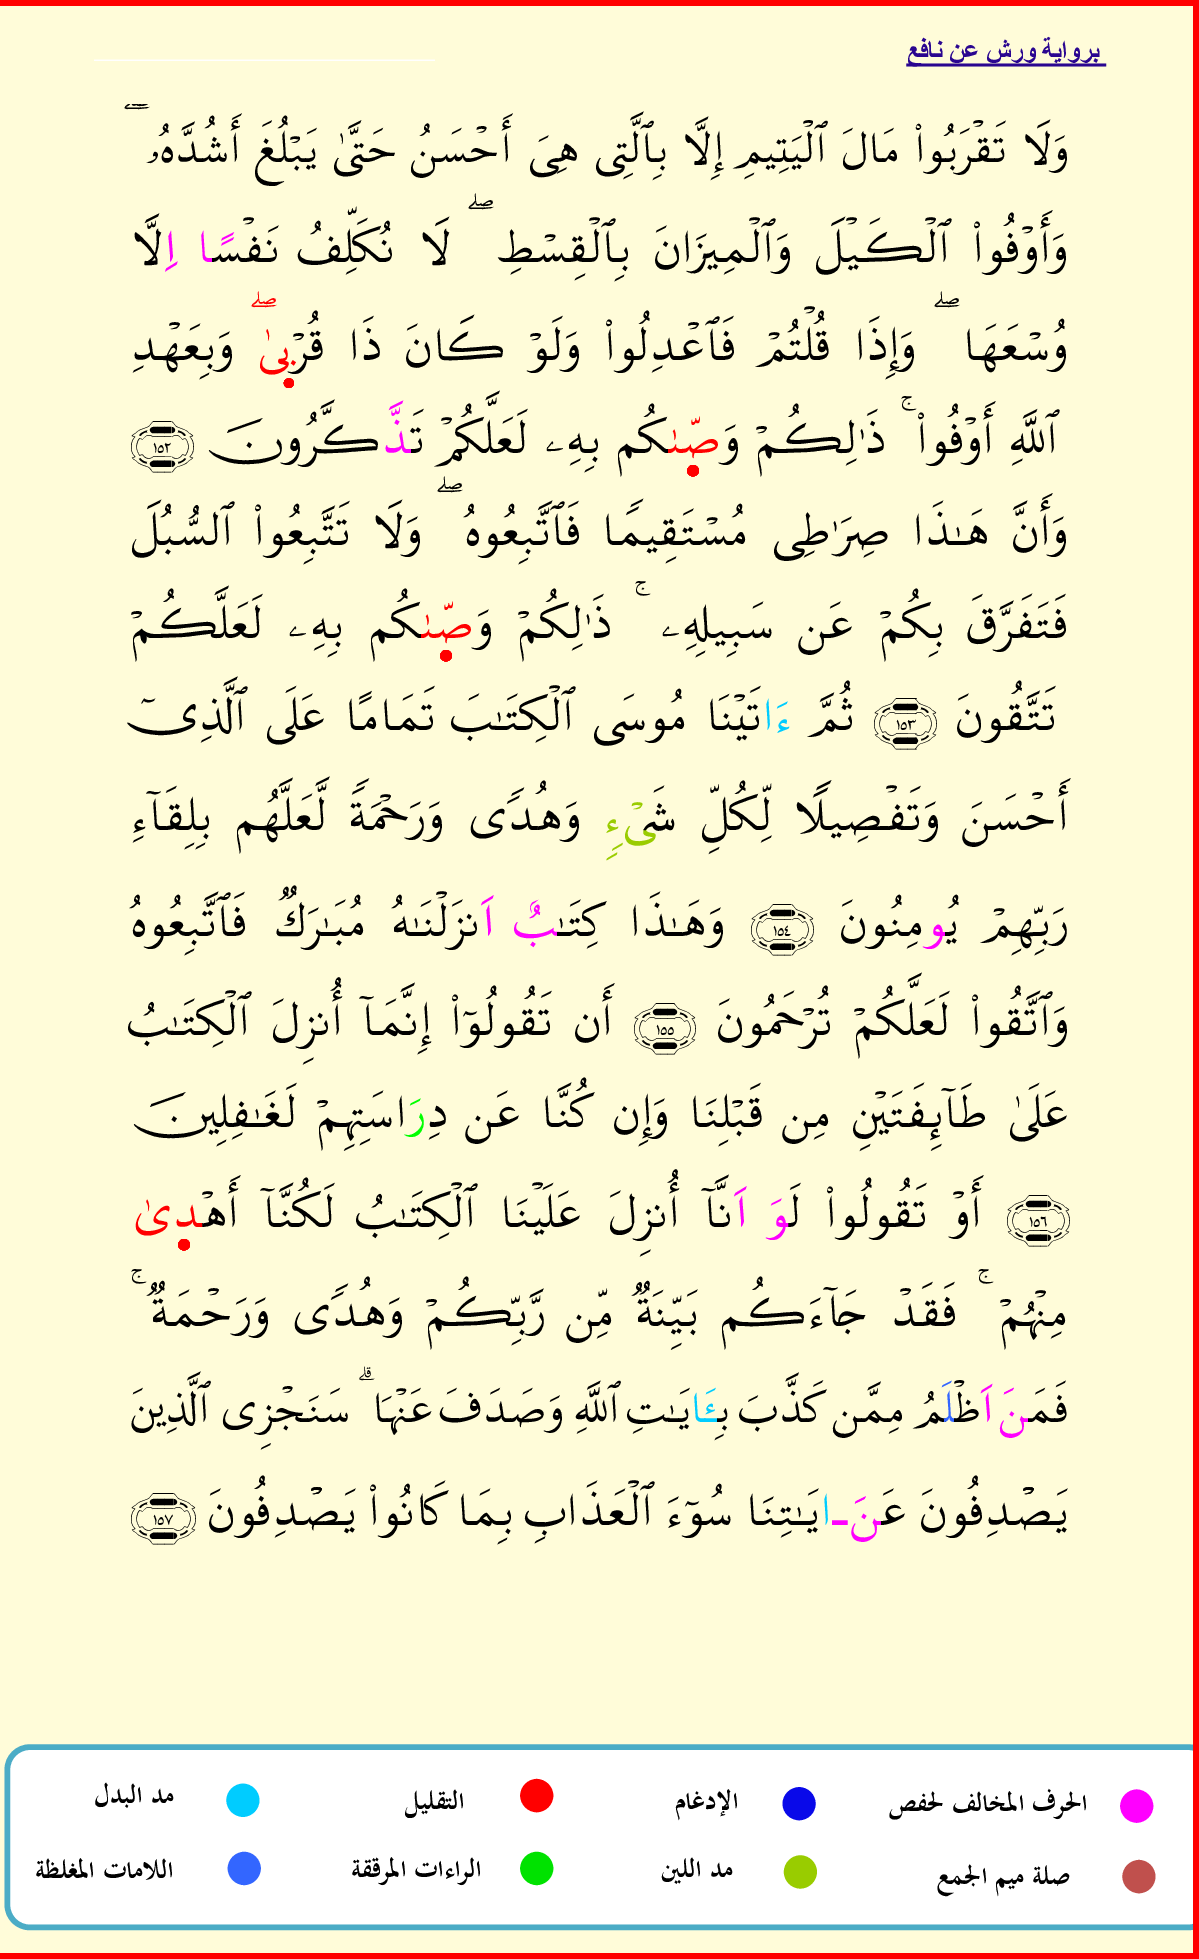 برواية ورش عن نافع
وَلَا تَقْرَبُواْ مَالَ ٱلْيَتِيمِ إِلَّا بِٱلَّتِى هِىَ أَحْسَنُ حَتَّىٰ يَبْلُغَ أَشُدَّهُۥ ۖ
وَأَوْفُواْ ٱلْكَيْلَ وَٱلْمِيزَانَ بِٱلْقِسْطِ ۖ لَا نُكَلِّفُ نَفْسًا اِلَّا
وُسْعَهَا ۖ وَإِذَا قُلْتُمْ فَٱعْدِلُواْ وَلَوْ كَانَ ذَا قُرْبىٰ ۖ وَبِعَهْدِ
ٱللَّهِ أَوْفُواْ ۚ ذَٰلِكُمْ وَصّىٰكُم بِهِۦ لَعَلَّكُمْ تَذَّكَّرُونَ ١٥٢
وَأَنَّ هَـٰذَا صِرَٰطِى مُسْتَقِيمًا فَٱتَّبِعُوهُ ۖ وَلَا تَتَّبِعُواْ ٱلسُّبُلَ
فَتَفَرَّقَ بِكُمْ عَن سَبِيلِهِۦ ۚ ذَٰلِكُمْ وَصّىٰكُم بِهِۦ لَعَلَّكُمْ
تَتَّقُونَ ١٥٣ ثُمَّ ءَاتَيْنَا مُوسَى ٱلْكِتَـٰبَ تَمَامًا عَلَى ٱلَّذِىٓ
أَحْسَنَ وَتَفْصِيلًا لِّكُلِّ شَىْءٍ وَهُدًى وَرَحْمَةً لَّعَلَّهُم بِلِقَآءِ
رَبِّهِمْ يُومِنُونَ ١٥٤ وَهَـٰذَا كِتَـٰبٌ اَنزَلْنَـٰهُ مُبَـٰرَكٌ فَٱتَّبِعُوهُ
وَٱتَّقُواْ لَعَلَّكُمْ تُرْحَمُونَ ١٥٥ أَن تَقُولُوٓاْ إِنَّمَآ أُنزِلَ ٱلْكِتَـٰبُ
عَلَىٰ طَآئِفَتَيْنِ مِن قَبْلِنَا وَإِن كُنَّا عَن دِرَاسَتِهِمْ لَغَـٰفِلِينَ
١٥٦ أَوْ تَقُولُواْ لَوَ اَنَّآ أُنزِلَ عَلَيْنَا ٱلْكِتَـٰبُ لَكُنَّآ أَهْدىٰ
مِنْهُمْ ۚ فَقَدْ جَآءَكُم بَيِّنَةٌ مِّن رَّبِّكُمْ وَهُدًى وَرَحْمَةٌ ۚ
فَمَنَ اَظْلَمُ مِمَّن كَذَّبَ بِـَٔايَـٰتِ ٱللَّهِ وَصَدَفَ عَنْهَا ۗ سَنَجْزِى ٱلَّذِينَ
يَصْدِفُونَ عَنَ ـ ايَـٰتِنَا سُوٓءَ ٱلْعَذَابِ بِمَا كَانُواْ يَصْدِفُونَ ١٥٧
الحرف المخالف لحفص الإدغام التقليل مد البدل
صلة ميم الجمع مد اللين الراءات المرققة اللامات المغلظة